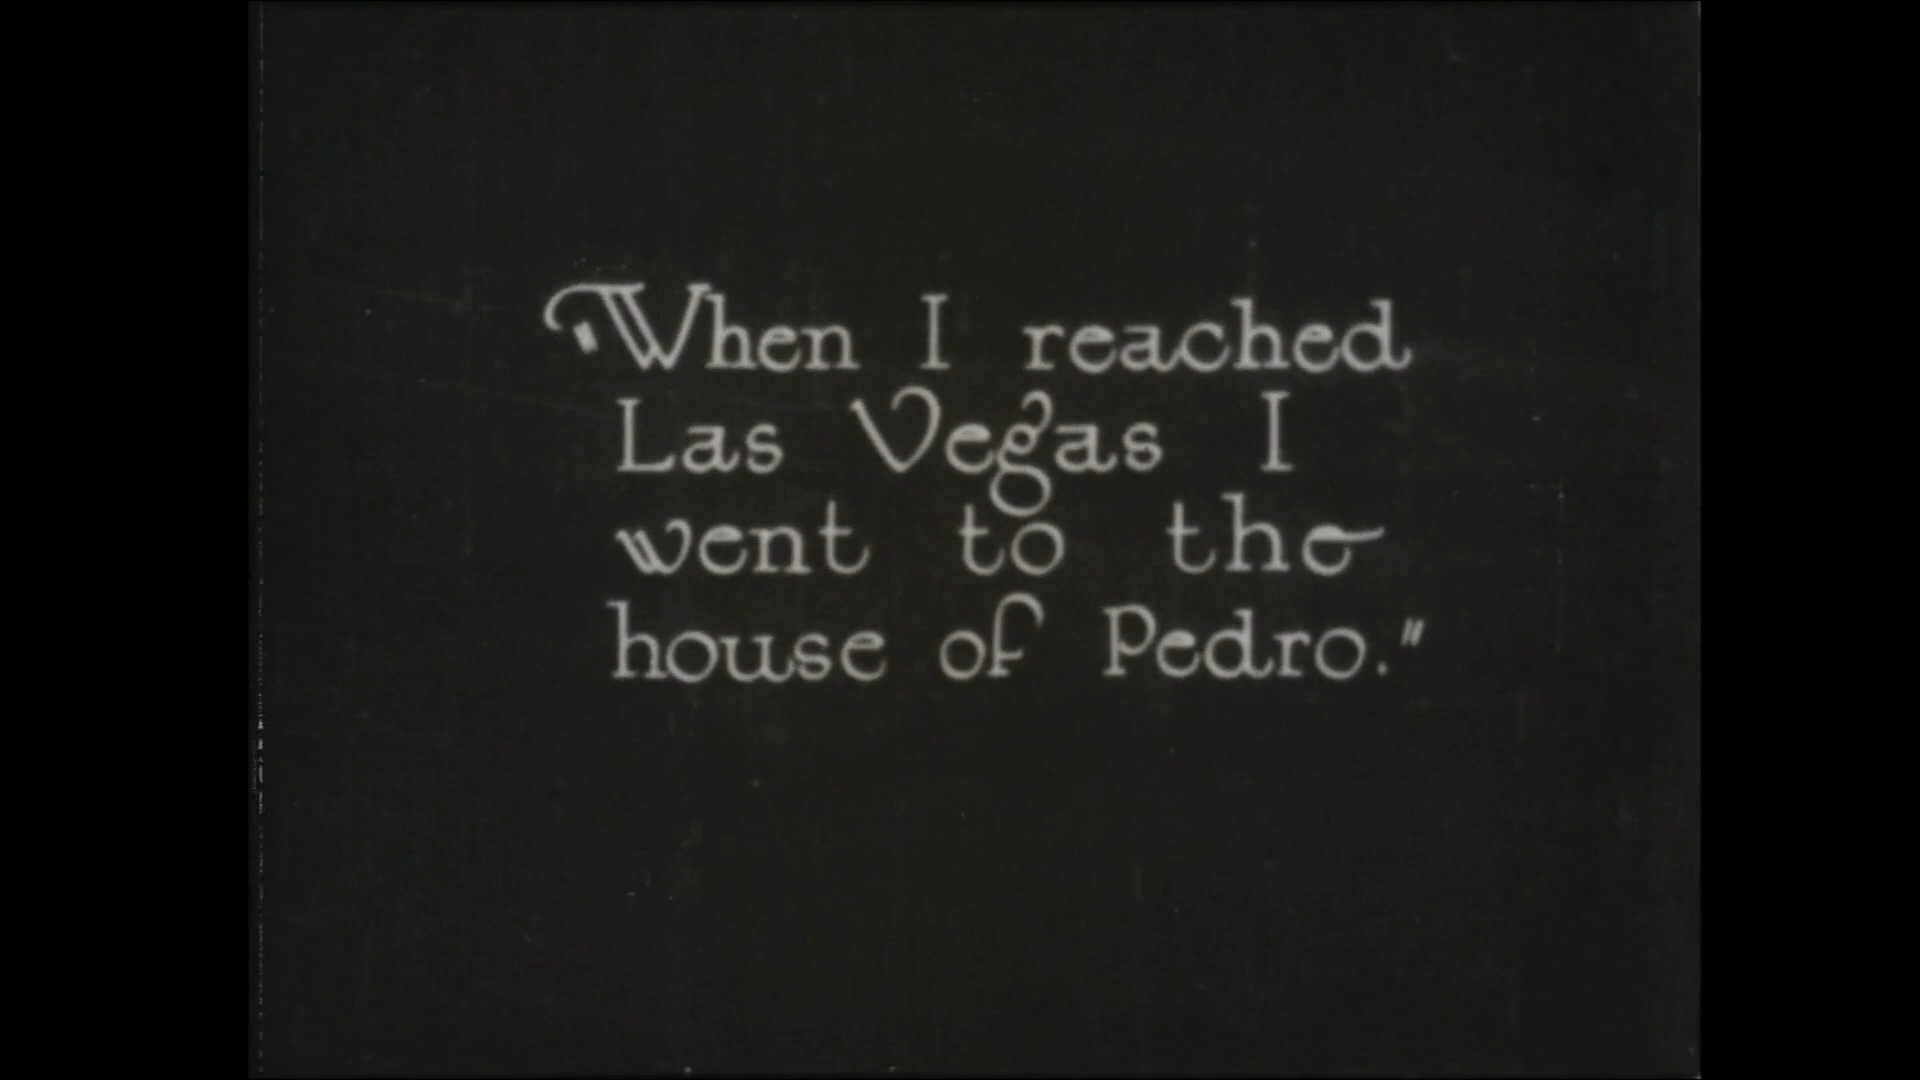 "When I reached
Las Vegas I
went to the
house of Pedro."